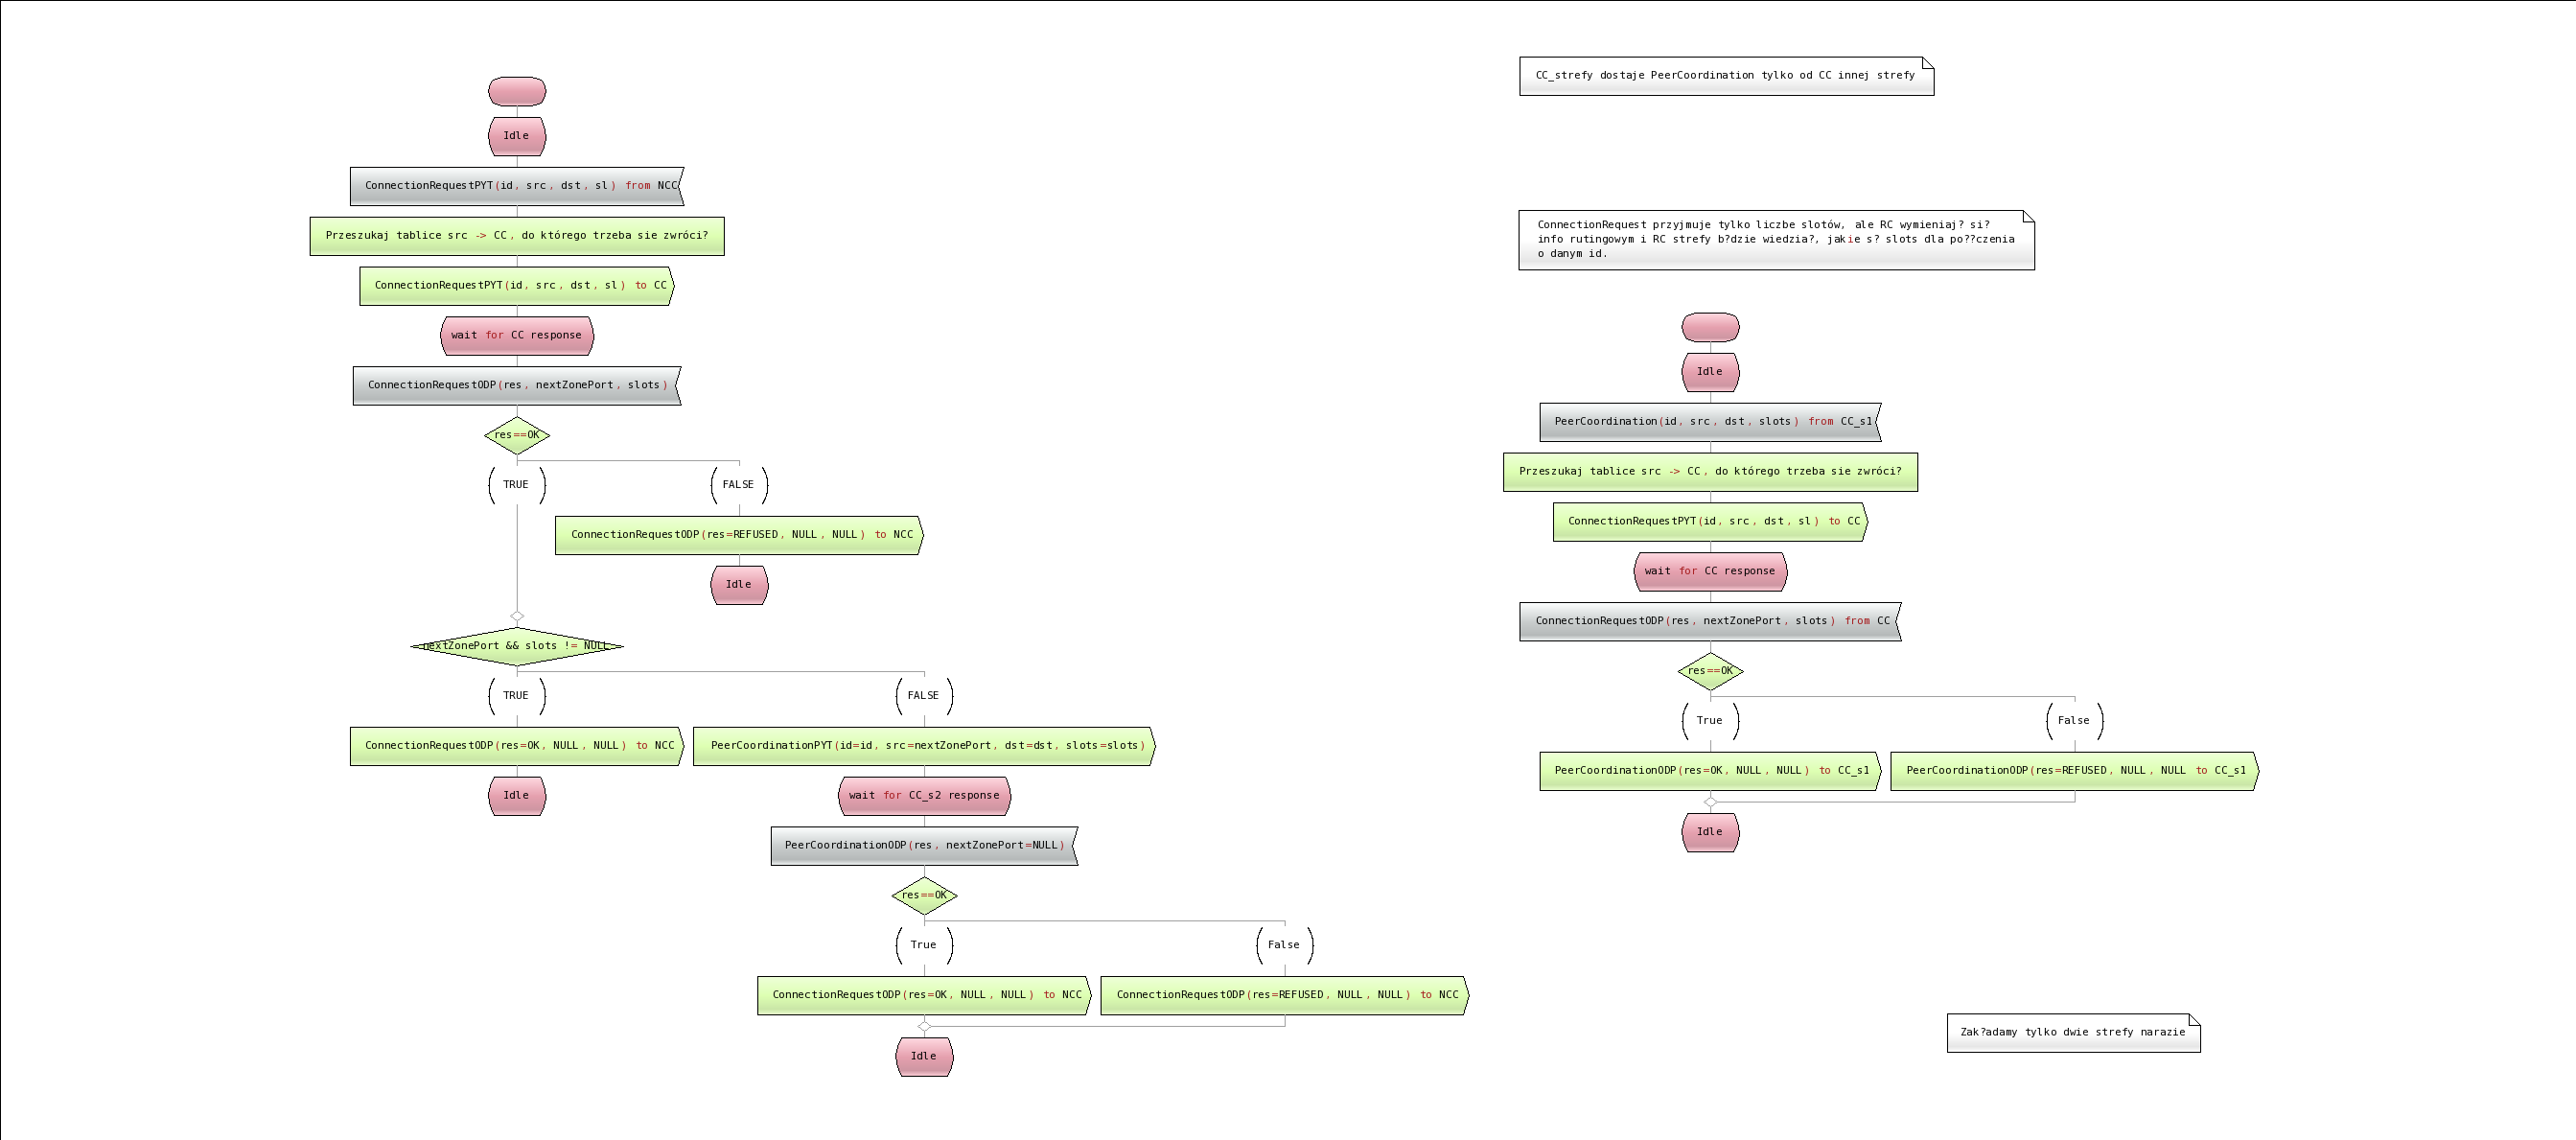 Idle
ConnectionRequestPYT(id, src, dst, sl) from NCC
Przeszukaj tablice src -> CC, do którego trzeba sie zwróci?
ConnectionRequestPYT(id, src, dst, sl) to CC
wait for CC response
ConnectionRequestODP(res, nextZonePort, slots)
res==OK
TRUE
FALSE
ConnectionRequestODP(res=REFUSED, NULL, NULL) to NCC
Idle
nextZonePort && slots != NULL
TRUE
FALSE
ConnectionRequestODP(res=OK, NULL, NULL) to NCC
PeerCoordinationPYT(id=id, src=nextZonePort, dst=dst, slots=slots)
Idle
wait for CC_s2 response
PeerCoordinationODP(res, nextZonePort=NULL)
res==OK
True
False
ConnectionRequestODP(res=OK, NULL, NULL) to NCC
ConnectionRequestODP(res=REFUSED, NULL, NULL) to NCC
Idle
CC_strefy dostaje PeerCoordination tylko od CC innej strefy
ConnectionRequest przyjmuje tylko liczbe slotów, ale RC wymieniaj? si?
info rutingowym i RC strefy b?dzie wiedzia?, jakie s? slots dla po??czenia
o danym id.
Idle
PeerCoordination(id, src, dst, slots) from CC_s1
Przeszukaj tablice src -> CC, do którego trzeba sie zwróci?
ConnectionRequestPYT(id, src, dst, sl) to CC
wait for CC response
ConnectionRequestODP(res, nextZonePort, slots) from CC
res==OK
True
False
PeerCoordinationODP(res=OK, NULL, NULL) to CC_s1
PeerCoordinationODP(res=REFUSED, NULL, NULL to CC_s1
Idle
Zak?adamy tylko dwie strefy narazie